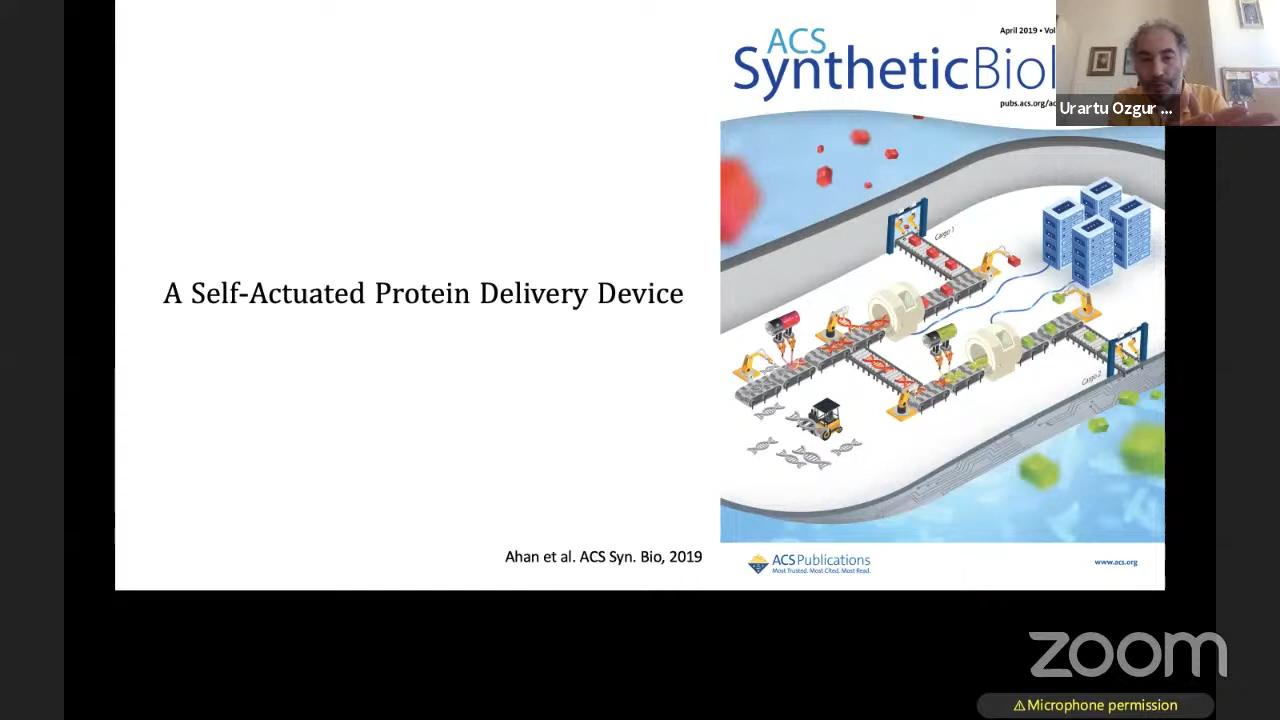 ACS
SyntheticBiol
April 2019 • Vol
pubs.acs.org/ac
Urartu Ozgur ...
Cargo 1
A Self-Actuated Protein Delivery Device
Cargo 2
Ahan et al. ACS Syn. Bio, 2019
ACS Publications
Most Trusted. Most Cited. Most Read.
www.acs.org
zoom
⚠Microphone permission